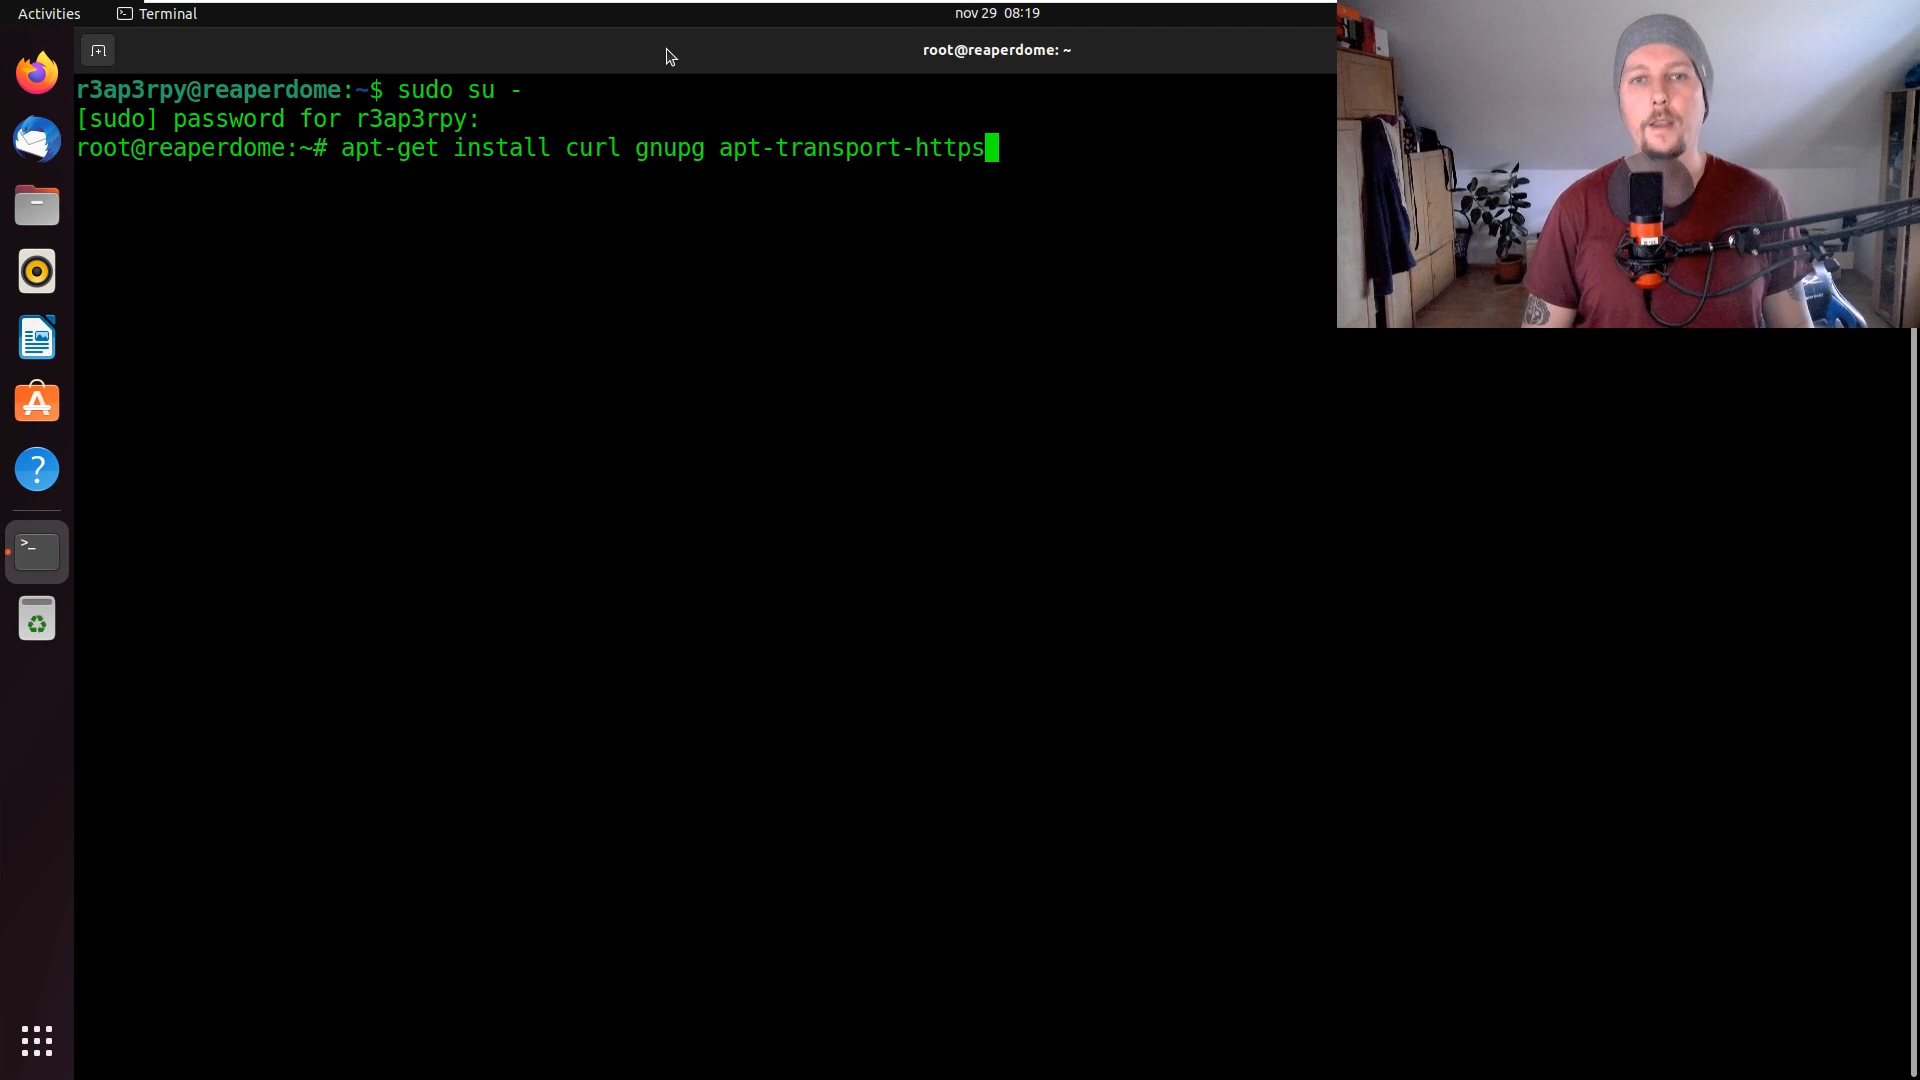 Activities
Terminal
nov 29 08:19
root@reaperdome: ~
r3ap3rpy@reaperdome:~$ sudo su -
[sudo] password for r3ap3rpy:
root@reaperdome:~# apt-get install curl gnupg apt-transport-https